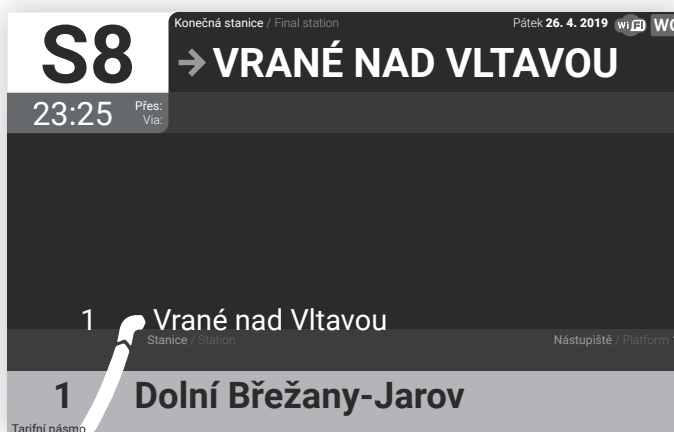 S8
Konečná stanice / Final station
Pátek 26. 4. 2019 WiFi WC
→ VRANÉ NAD VLTAVOU
23:25
Přes:
Via:
1 Vrané nad Vltavou
Stanice / Station
Nástupiště / Platform
1 Dolní Břežany-Jarov
Tarifní pásmo